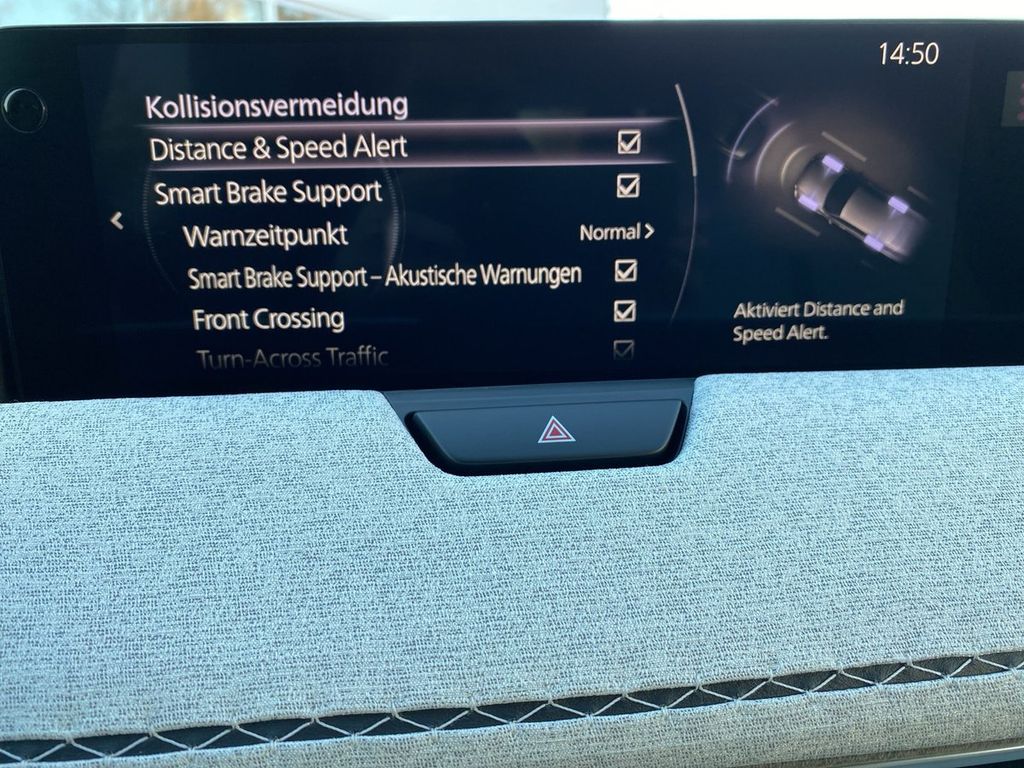 14:50
Kollisionsvermeidung
Distance & Speed Alert
Smart Brake Support
Warnzeitpunkt Normal >
Smart Brake Support – Akustische Warnungen
Front Crossing
Turn-Across Traffic
Aktiviert Distance and
Speed Alert.